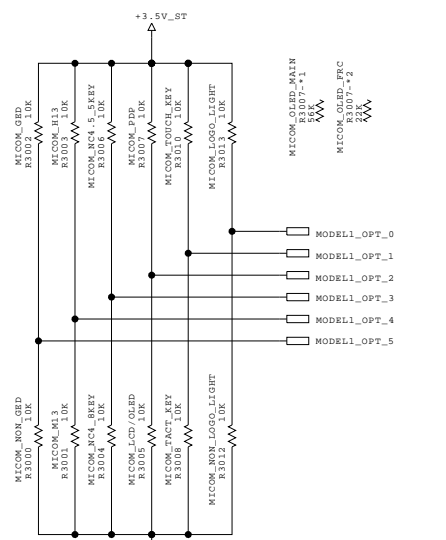 +3.5V_ST
MICOM_GED
R3002 10K
MICOM_H13
R3003 10K
MICOM_NC4.5_5KEY
R3006 10K
MICOM_PDP
R3007 10K
MICOM_TOUCH_KEY
R3010 10K
MICOM_LOGO_LIGHT
R3013 10K
MICOM_OLED_MAIN
R3007-*1
56K
MICOM_OLED_FRC
R3007-*2
22K
MODEL1_OPT_0
MODEL1_OPT_1
MODEL1_OPT_2
MODEL1_OPT_3
MODEL1_OPT_4
MODEL1_OPT_5
MICOM_NON_GED
R3000 10K
MICOM_M13
R3001 10K
MICOM_NC4_8KEY
R3004 10K
MICOM_LCD/OLED
R3005 10K
MICOM_TACT_KEY
R3008 10K
MICOM_NON_LOGO_LIGHT
R3012 10K